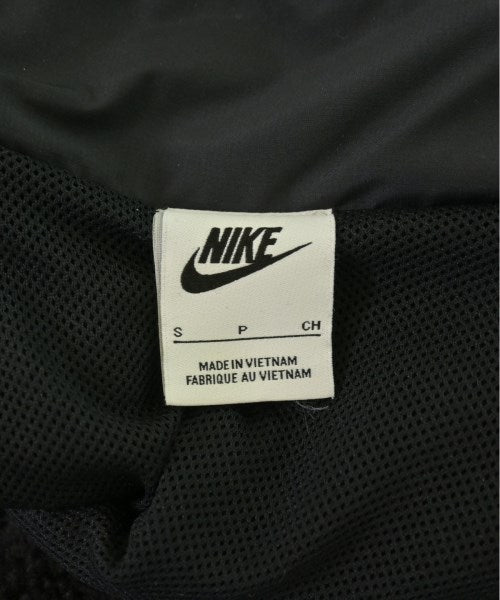 NIKE
S P CH
MADE IN VIETNAM
FABRIQUE AU VIETNAM